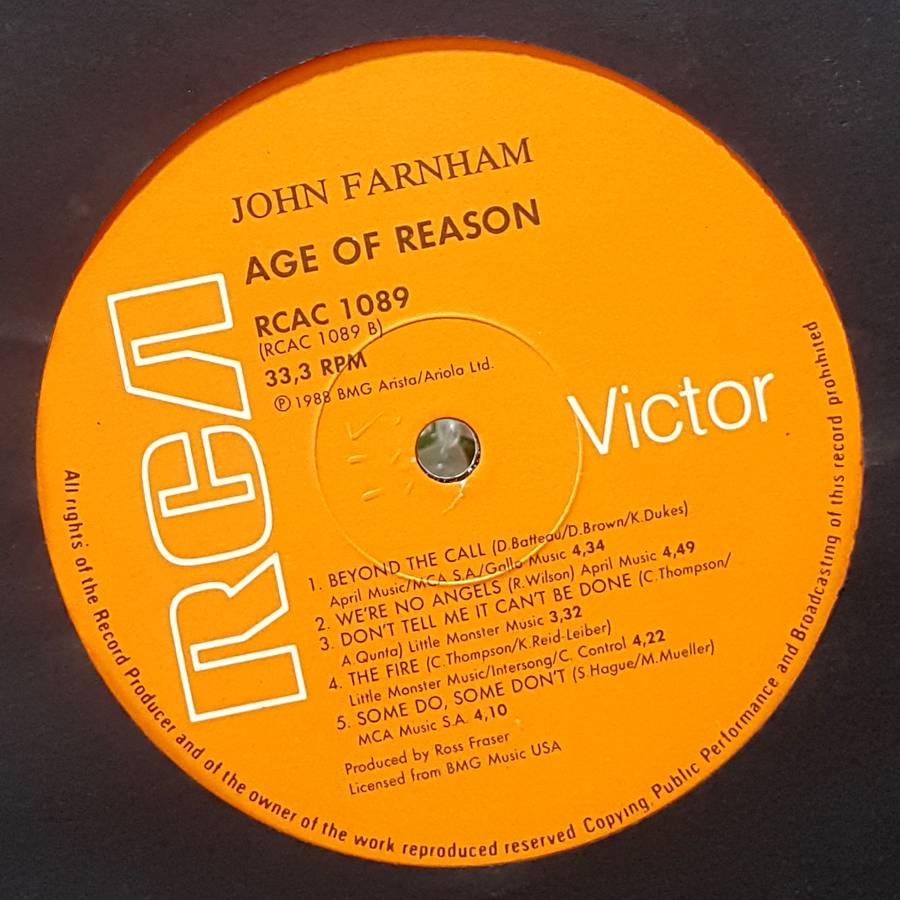 JOHN FARNHAM
AGE OF REASON
RCAC 1089
(RCAC 1089 B)
33,3 RPM
℗ 1988 BMG Arista/Ariola Ltd.
RCA
Victor
1. BEYOND THE CALL (D.Batteau/D.Brown/K.Dukes)
April Music/MCA S.A./Gallo Music 4,34
2. WE'RE NO ANGELS (R.Wilson) April Music 4,49
3. DON'T TELL ME IT CAN'T BE DONE (C.Thompson/
A Qunta) Little Monster Music 3,32
4. THE FIRE (C.Thompson/K.Reid-Leiber)
Little Monster Music/Intersong/C. Control 4,22
5. SOME DO, SOME DON'T (S.Hague/M.Mueller)
MCA Music S.A. 4,10
Produced by Ross Fraser
Licensed from BMG Music USA
All rights of the Record Producer and of the owner of the work reproduced reserved Copying, Public Performance and Broadcasting of this record prohibited